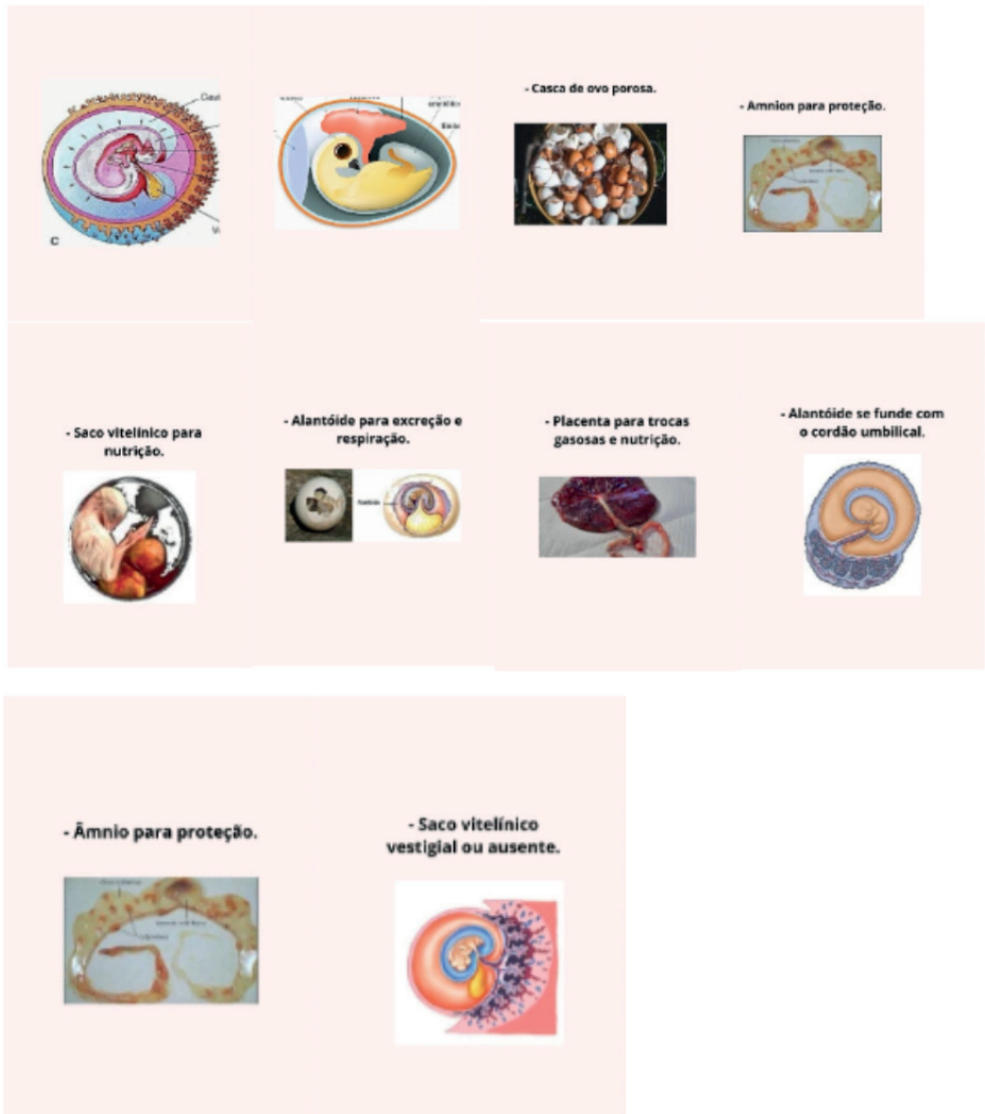 C
- Casca de ovo porosa.
- Amnion para proteção.
- Saco vitelínico para
nutrição.
- Alantóide para excreção e
respiração.
- Placenta para trocas
gasosas e nutrição.
- Alantóide se funde com
o cordão umbilical.
- Âmnio para proteção.
- Saco vitelínico
vestigial ou ausente.